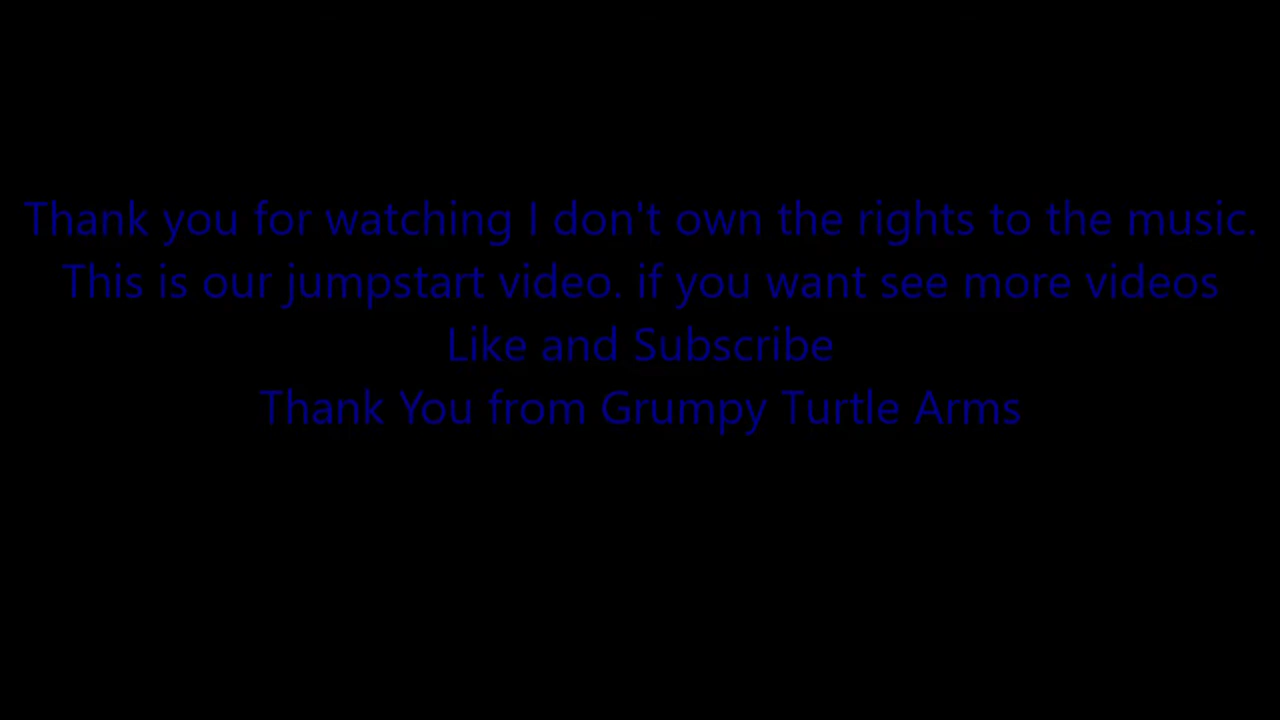 Thank you for watching I don't own the rights to the music.
This is our jumpstart video. if you want see more videos
Like and Subscribe
Thank You from Grumpy Turtle Arms